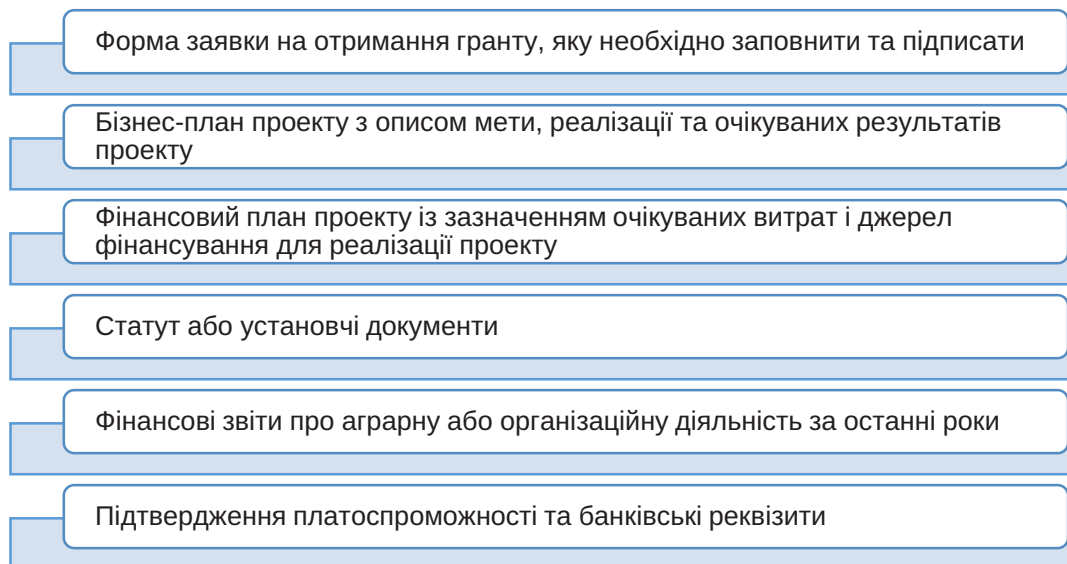 Форма заявки на отримання гранту, яку необхідно заповнити та підписати
Бізнес-план проекту з описом мети, реалізації та очікуваних результатів
проекту
Фінансовий план проекту із зазначенням очікуваних витрат і джерел
фінансування для реалізації проекту
Статут або установчі документи
Фінансові звіти про аграрну або організаційну діяльність за останні роки
Підтвердження платоспроможності та банківські реквізити